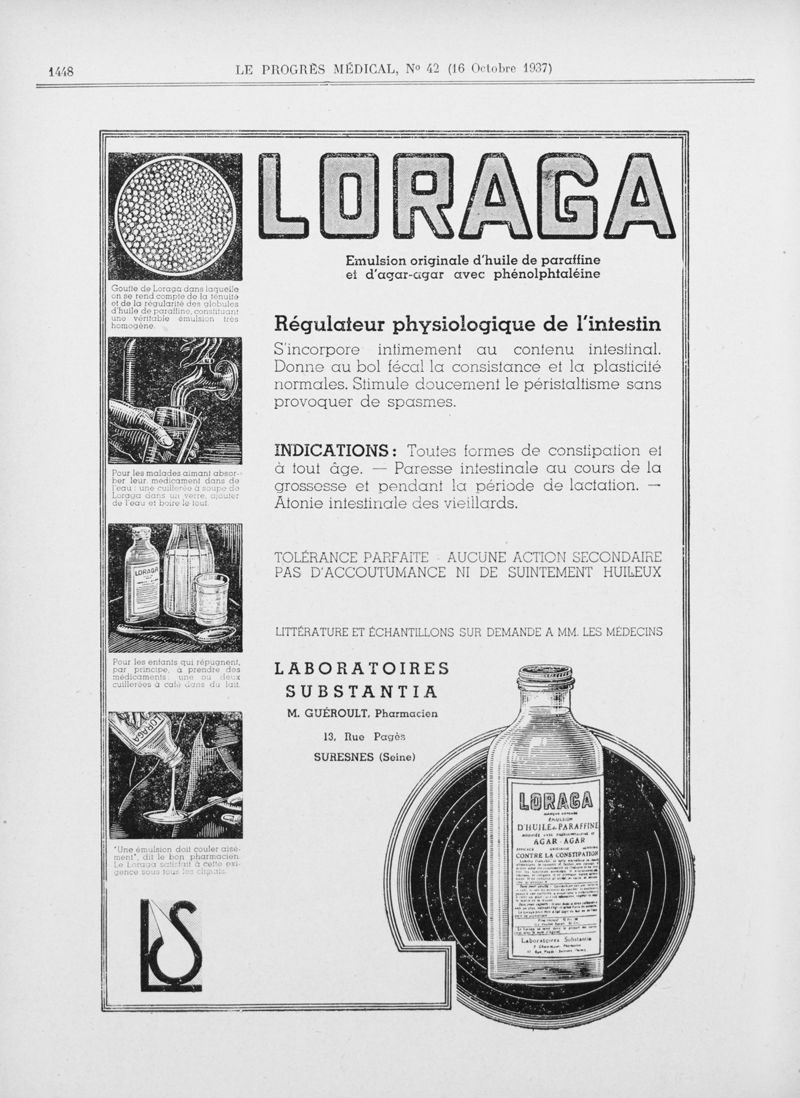 1448
LE PROGRÈS MÉDICAL, Nº 42 (16 Octobre 1937)
LORAGA
Emulsion originale d'huile de paraffine
et d'agar-agar avec phénolphtaléine
Goutte de Loraga dans laquelle
on se rend compte de la ténuité
et de la régularité des globules
d'huile de paraffine, constituant
une véritable émulsion très
homogène.
Régulateur physiologique de l'intestin
S'incorpore intimement au contenu intestinal.
Donne au bol fécal la consistance et la plasticité
normales. Stimule doucement le péristaltisme sans
provoquer de spasmes.
Pour les malades aimant absor-
ber leur médicament dans de
l'eau : une cuillerée à soupe de
Loraga dans un verre, ajouter
de l'eau et boire le tout.
INDICATIONS : Toutes formes de constipation et
à tout âge. — Paresse intestinale au cours de la
grossesse et pendant la période de lactation. —
Atonie intestinale des vieillards.
LORAGA
TOLÉRANCE PARFAITE - AUCUNE ACTION SECONDAIRE
PAS D'ACCOUTUMANCE NI DE SUINTEMENT HUILEUX
LITTÉRATURE ET ÉCHANTILLONS SUR DEMANDE A MM. LES MÉDECINS
Pour les enfants qui répugnent,
par principe, à prendre des
médicaments : une ou deux
cuillerées à café dans du lait.
LABORATOIRES
SUBSTANTIA
M. GUÉROULT, Pharmacien
13, Rue Pagès
SURESNES (Seine)
LORAGA
"Une émulsion doit couler aisé-
ment", dit le bon pharmacien.
Le Loraga satisfait à cette exi-
gence sous tous les climats.
LS
LORAGA
ÉMULSION
D'HUILE de PARAFFINE
AGAR-AGAR
CONTRE LA CONSTIPATION
Laboratoires Substantia